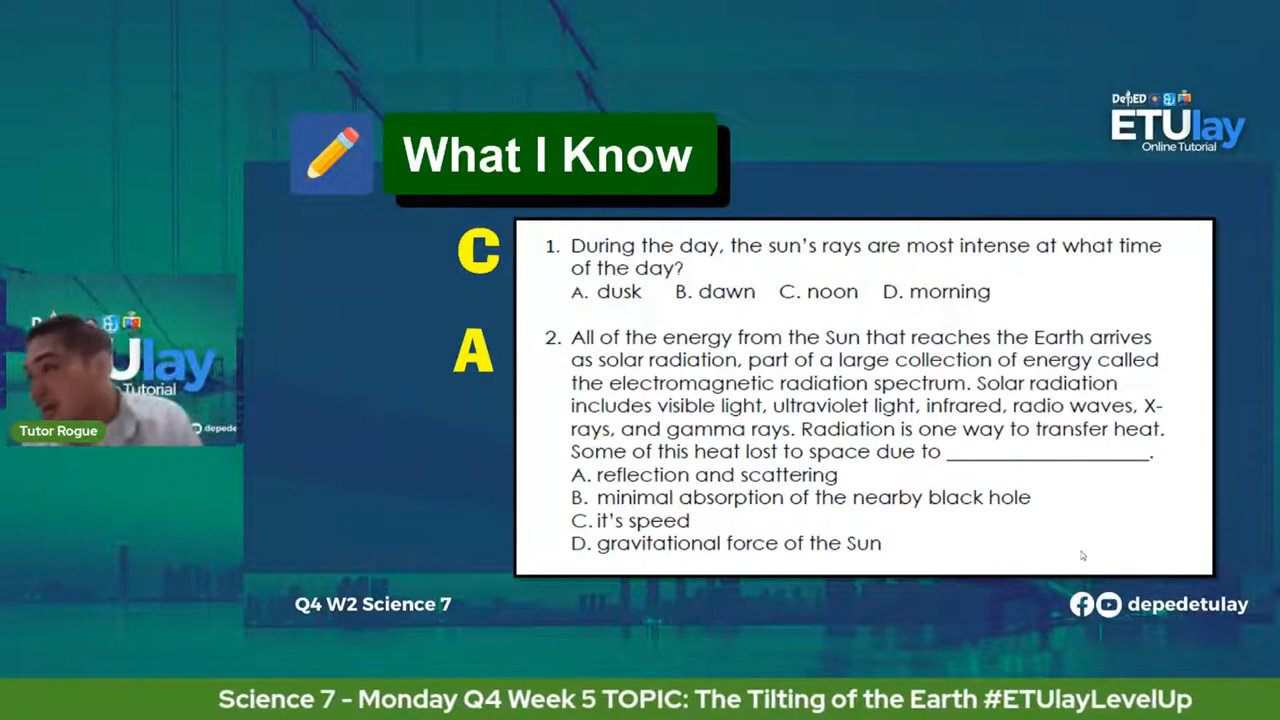 What I Know
DepED
ETUlay
Online Tutorial
C
1. During the day, the sun's rays are most intense at what time
of the day?
A. dusk B. dawn C. noon D. morning
A
2. All of the energy from the Sun that reaches the Earth arrives
as solar radiation, part of a large collection of energy called
the electromagnetic radiation spectrum. Solar radiation
includes visible light, ultraviolet light, infrared, radio waves, X-
rays, and gamma rays. Radiation is one way to transfer heat.
Some of this heat lost to space due to ____________________.
A. reflection and scattering
B. minimal absorption of the nearby black hole
C. it's speed
D. gravitational force of the Sun
Ulay
Tutorial
Tutor Rogue
depede
Q4 W2 Science 7
depedetulay
Science 7 - Monday Q4 Week 5 TOPIC: The Tilting of the Earth #ETUlayLevelUp